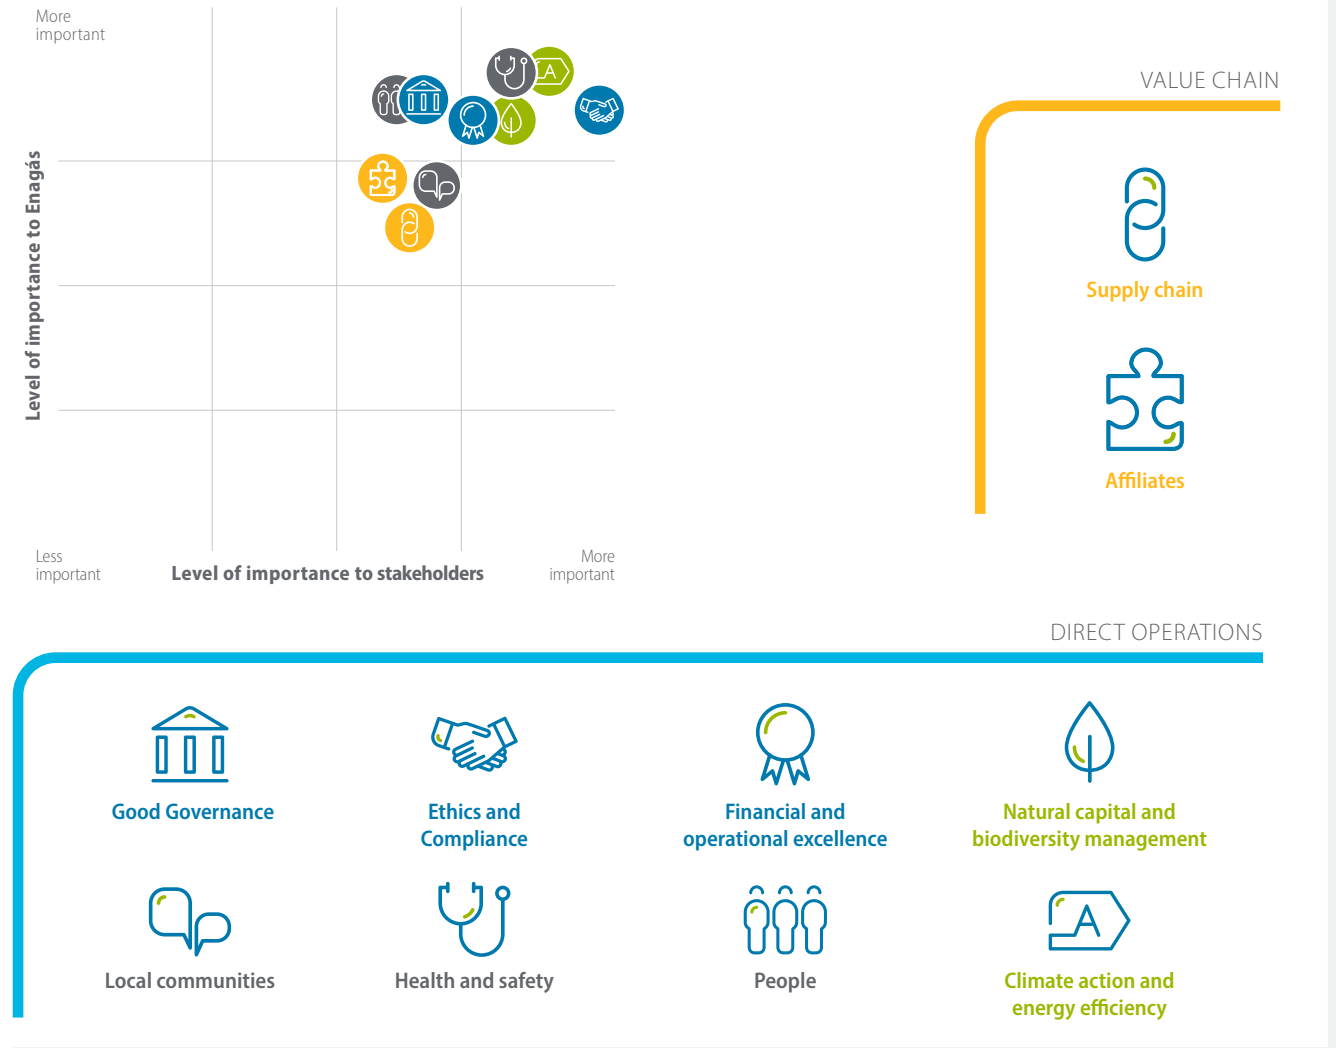 More
important
Level of importance to Enagás
Less
important
Level of importance to stakeholders
More
important
A
VALUE CHAIN
Supply chain
Affiliates
DIRECT OPERATIONS
Good Governance
Ethics and
Compliance
Financial and
operational excellence
Natural capital and
biodiversity management
Local communities
Health and safety
People
A
Climate action and
energy efficiency